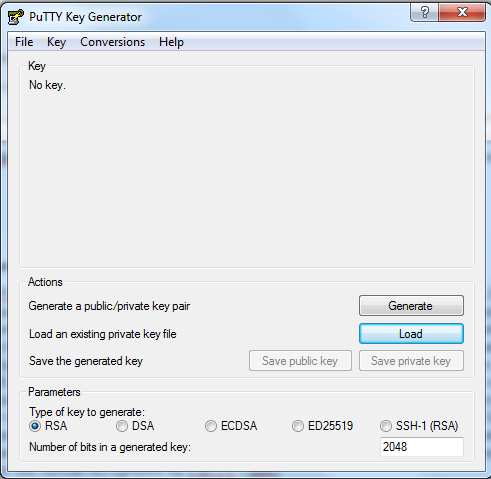 PuTTY Key Generator
?
File Key Conversions Help
Key
No key.
Actions
Generate a public/private key pair Generate
Load an existing private key file Load
Save the generated key Save public key Save private key
Parameters
Type of key to generate:
RSA DSA ECDSA ED25519 SSH-1 (RSA)
Number of bits in a generated key: 2048